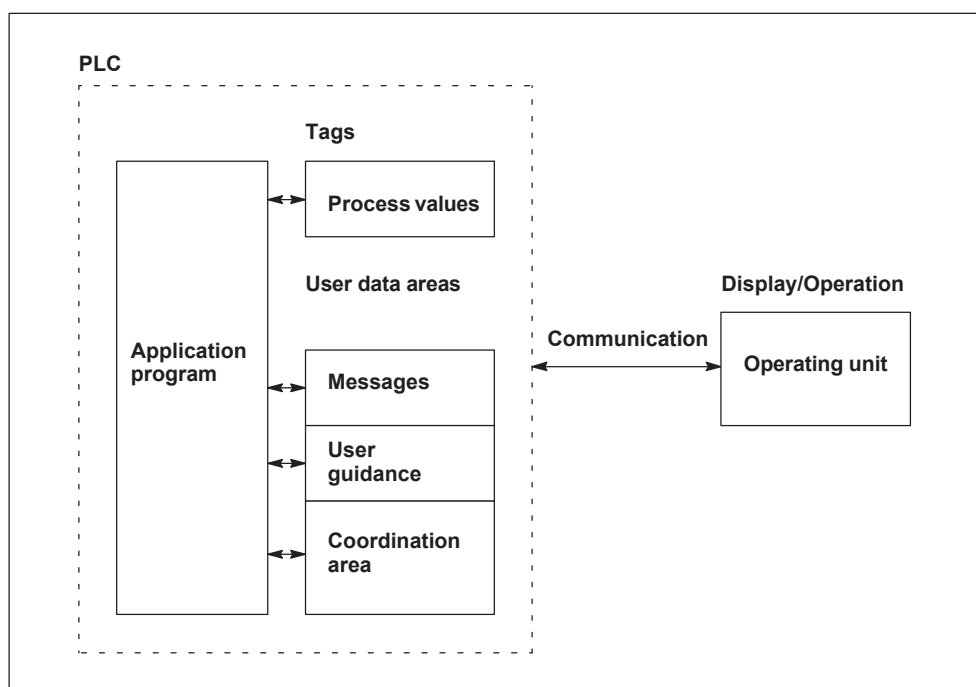 PLC
Tags
Process values
User data areas
Application
program
Messages
User
guidance
Coordination
area
Communication
Display/Operation
Operating unit